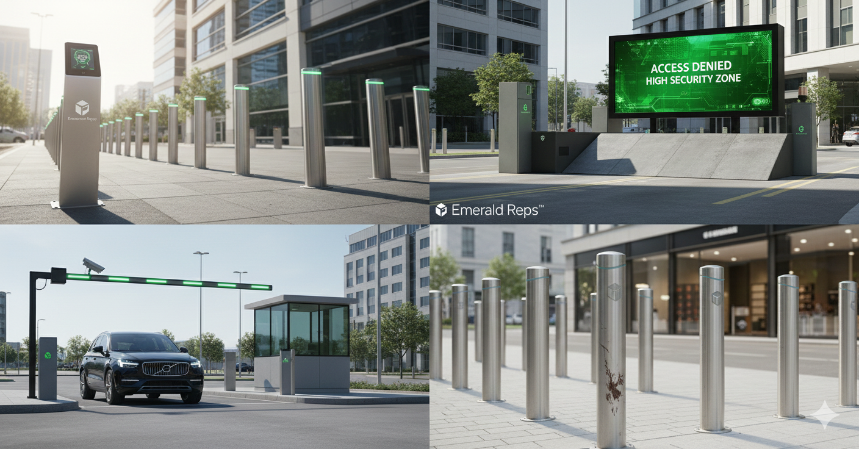 Emerald Reps
ACCESS DENIED
HIGH SECURITY ZONE
Emerald Reps™